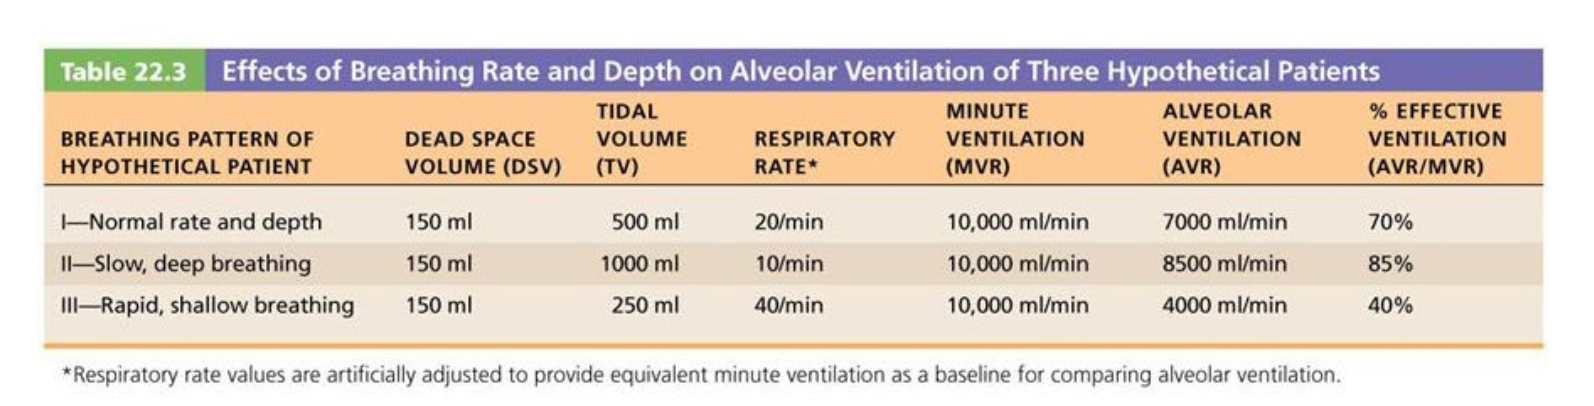 Table 22.3 Effects of Breathing Rate and Depth on Alveolar Ventilation of Three Hypothetical Patients
BREATHING PATTERN OF HYPOTHETICAL PATIENT DEAD SPACE VOLUME (DSV) TIDAL VOLUME (TV) RESPIRATORY RATE* MINUTE VENTILATION (MVR) ALVEOLAR VENTILATION (AVR) % EFFECTIVE VENTILATION (AVR/MVR)
I—Normal rate and depth 150 ml 500 ml 20/min 10,000 ml/min 7000 ml/min 70%
II—Slow, deep breathing 150 ml 1000 ml 10/min 10,000 ml/min 8500 ml/min 85%
III—Rapid, shallow breathing 150 ml 250 ml 40/min 10,000 ml/min 4000 ml/min 40%
*Respiratory rate values are artificially adjusted to provide equivalent minute ventilation as a baseline for comparing alveolar ventilation.